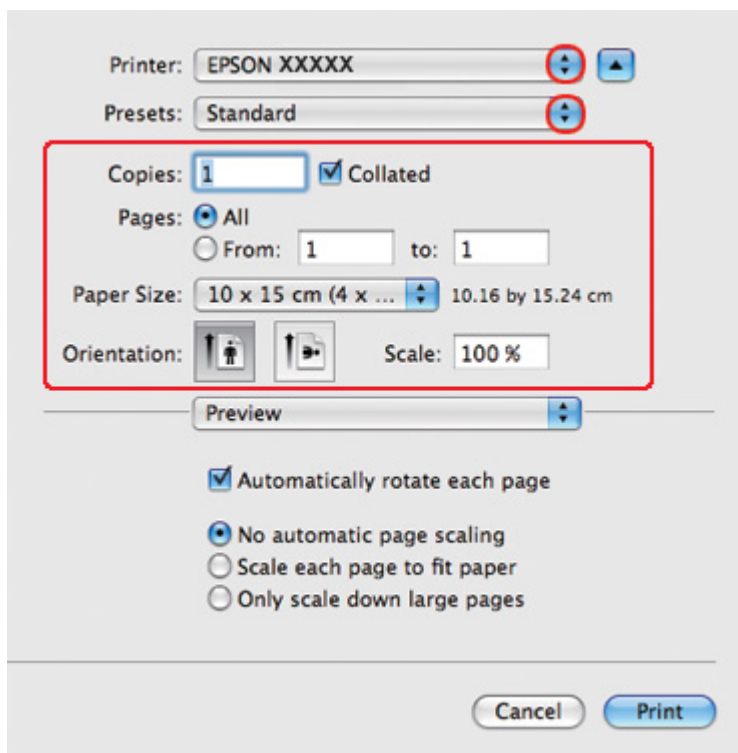 Printer: EPSON XXXXX
Presets: Standard
Copies: 1 Collated
Pages: All
From: 1 to: 1
Paper Size: 10 x 15 cm (4 x ... 10.16 by 15.24 cm
Orientation: Scale: 100 %
Preview
Automatically rotate each page
No automatic page scaling
Scale each page to fit paper
Only scale down large pages
Cancel Print